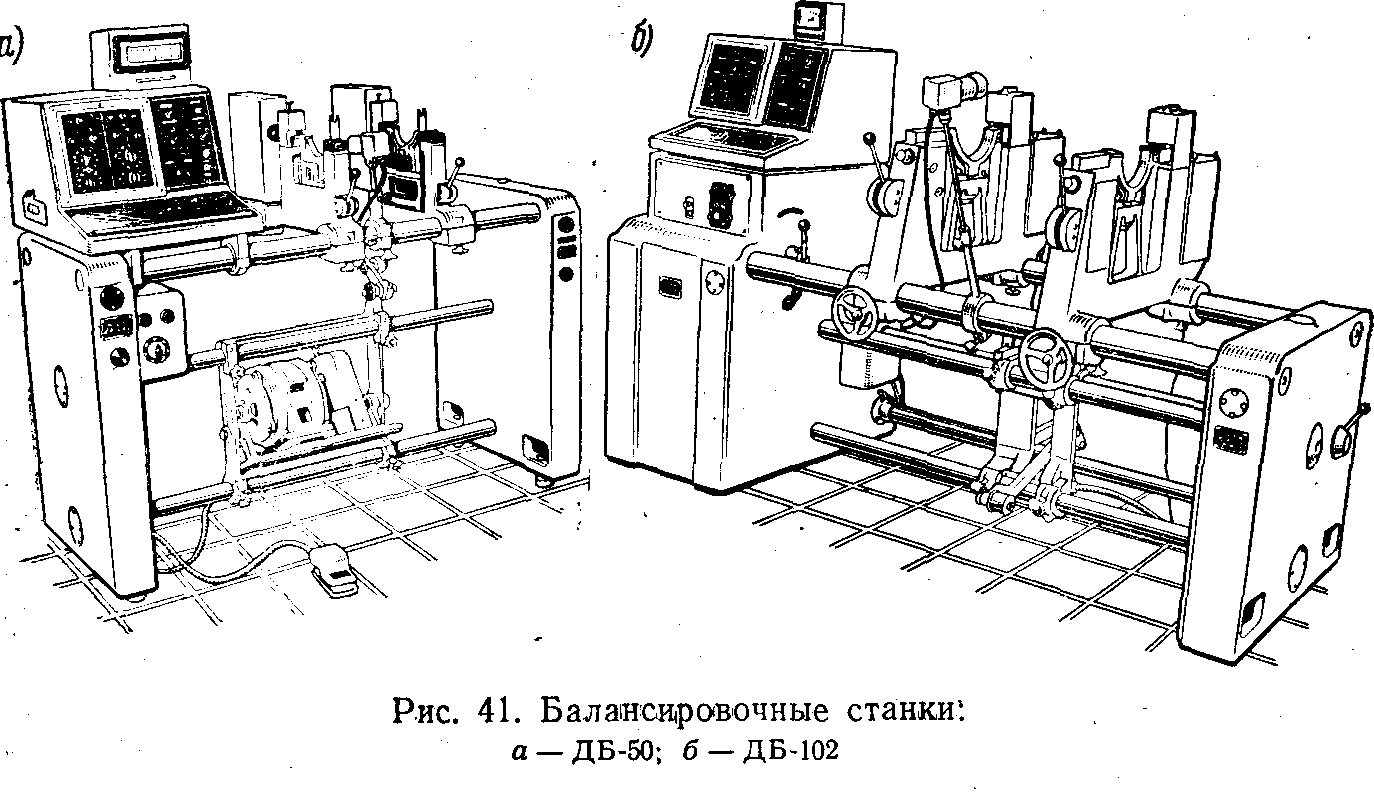 а)
б)
Рис. 41. Балансировочные станки:
а — ДБ-50; б — ДБ-102